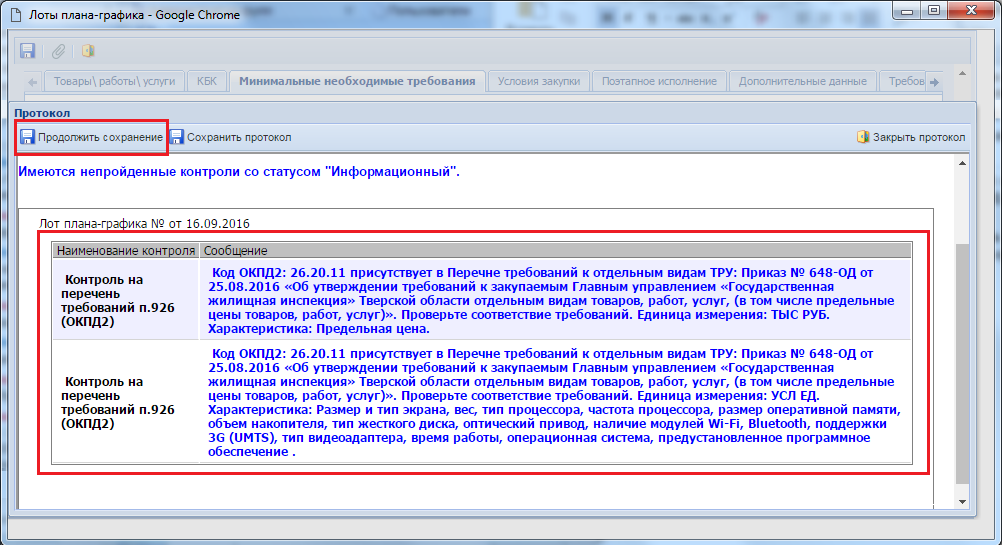 Лоты плана-графика - Google Chrome
Товары\ работы\ услуги КБК Минимальные необходимые требования Условия закупки Поэтапное исполнение Дополнительные данные Требов
Протокол
Продолжить сохранение Сохранить протокол Закрыть протокол
Имеются непройденные контроли со статусом "Информационный".
Лот плана-графика № от 16.09.2016
Наименование контроля Сообщение
Контроль на
перечень
требований п.926
(ОКПД2)
Код ОКПД2: 26.20.11 присутствует в Перечне требований к отдельным видам ТРУ: Приказ № 648-ОД от
25.08.2016 «Об утверждении требований к закупаемым Главным управлением «Государственная
жилищная инспекция» Тверской области отдельным видам товаров, работ, услуг, (в том числе предельные
цены товаров, работ, услуг)». Проверьте соответствие требований. Единица измерения: ТЫС РУБ.
Характеристика: Предельная цена.
Контроль на
перечень
требований п.926
(ОКПД2)
Код ОКПД2: 26.20.11 присутствует в Перечне требований к отдельным видам ТРУ: Приказ № 648-ОД от
25.08.2016 «Об утверждении требований к закупаемым Главным управлением «Государственная
жилищная инспекция» Тверской области отдельным видам товаров, работ, услуг, (в том числе предельные
цены товаров, работ, услуг)». Проверьте соответствие требований. Единица измерения: УСЛ ЕД.
Характеристика: Размер и тип экрана, вес, тип процессора, частота процессора, размер оперативной памяти,
объем накопителя, тип жесткого диска, оптический привод, наличие модулей Wi-Fi, Bluetooth, поддержки
3G (UMTS), тип видеоадаптера, время работы, операционная система, предустановленное программное
обеспечение .